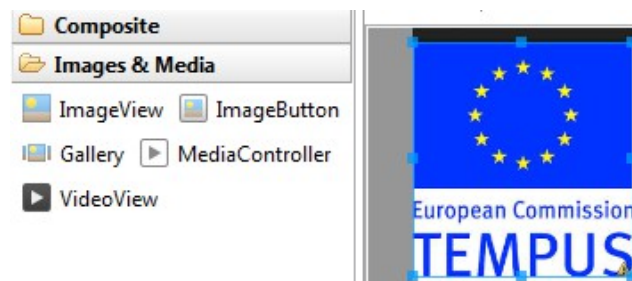 Composite
Images & Media
ImageView ImageButton
Gallery MediaController
VideoView
European Commission
TEMPUS